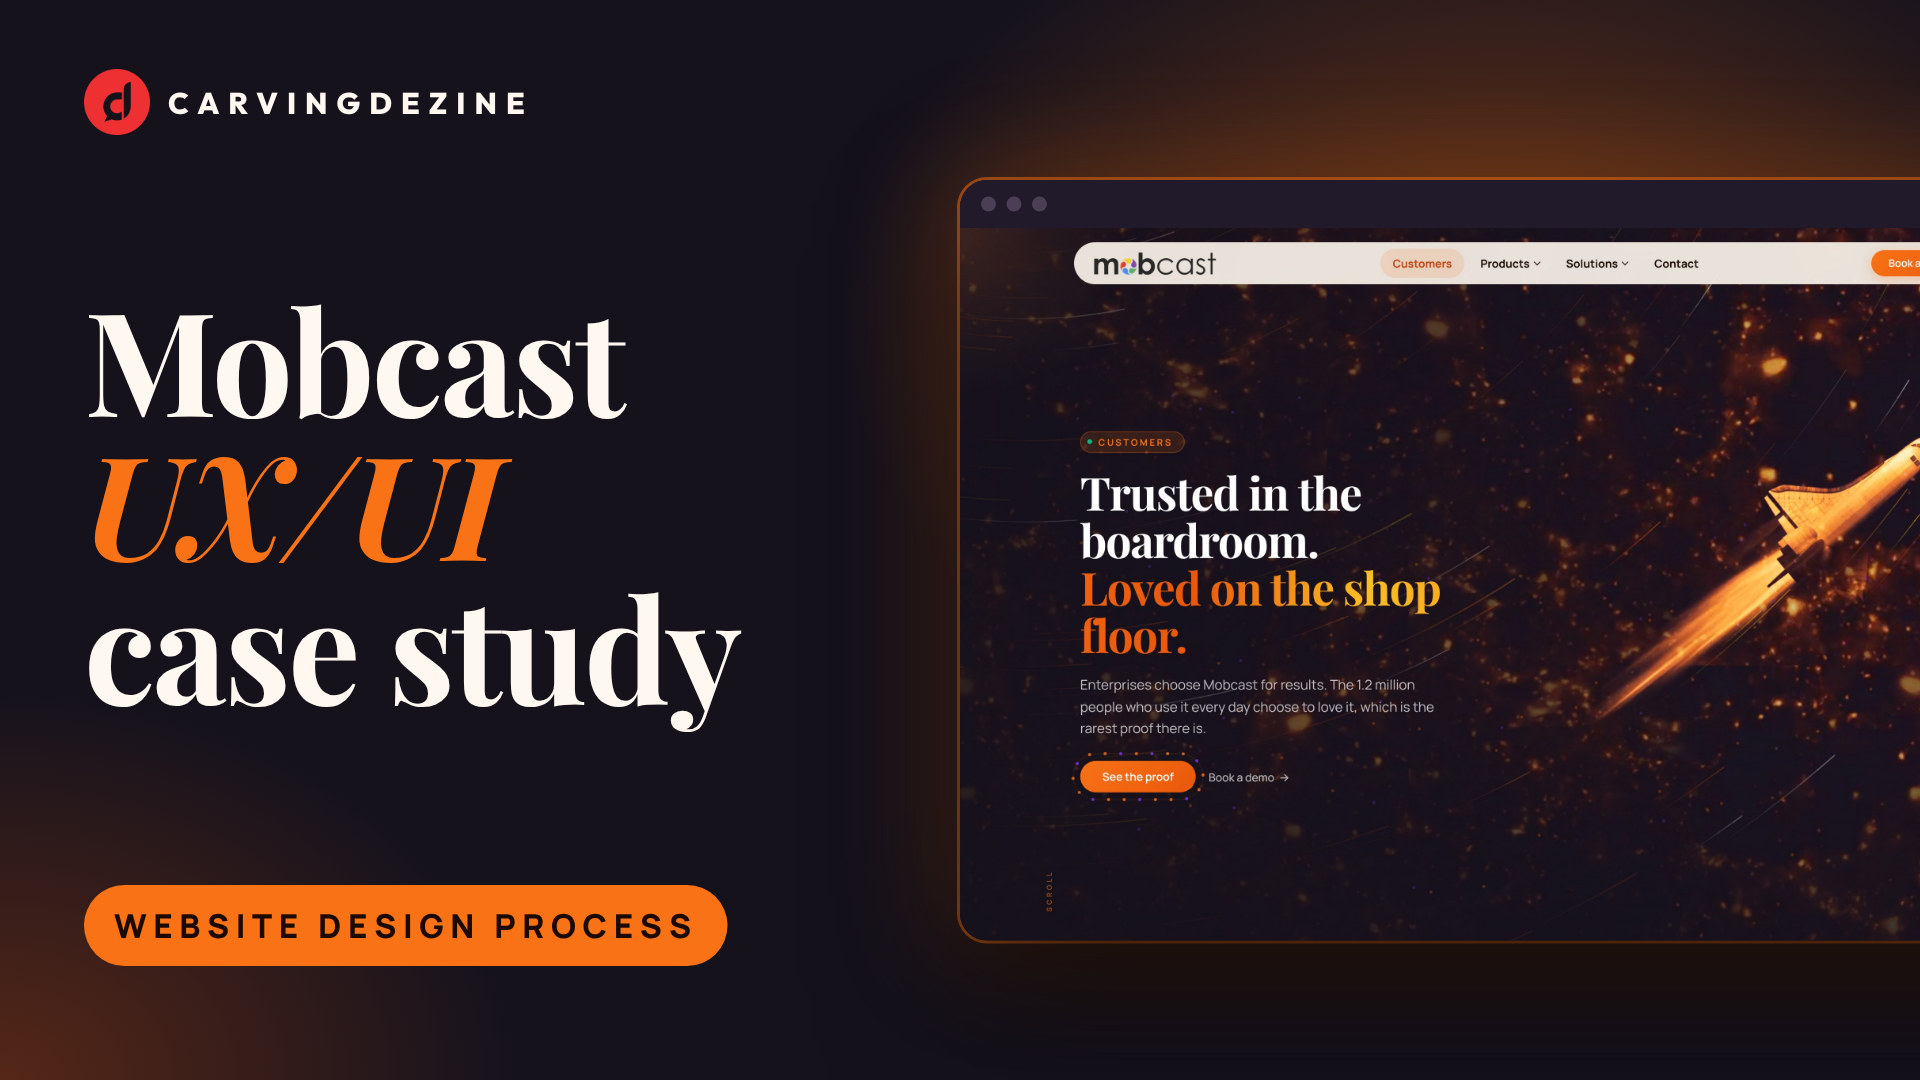 CARVINGDEZINE
Mobcast
UX/UI
case study
WEBSITE DESIGN PROCESS
mobcast
Customers
Products
Solutions
Contact
Book a
CUSTOMERS
Trusted in the
boardroom.
Loved on the shop
floor.
Enterprises choose Mobcast for results. The 1.2 million
people who use it every day choose to love it, which is the
rarest proof there is.
See the proof
Book a demo →
SCROLL